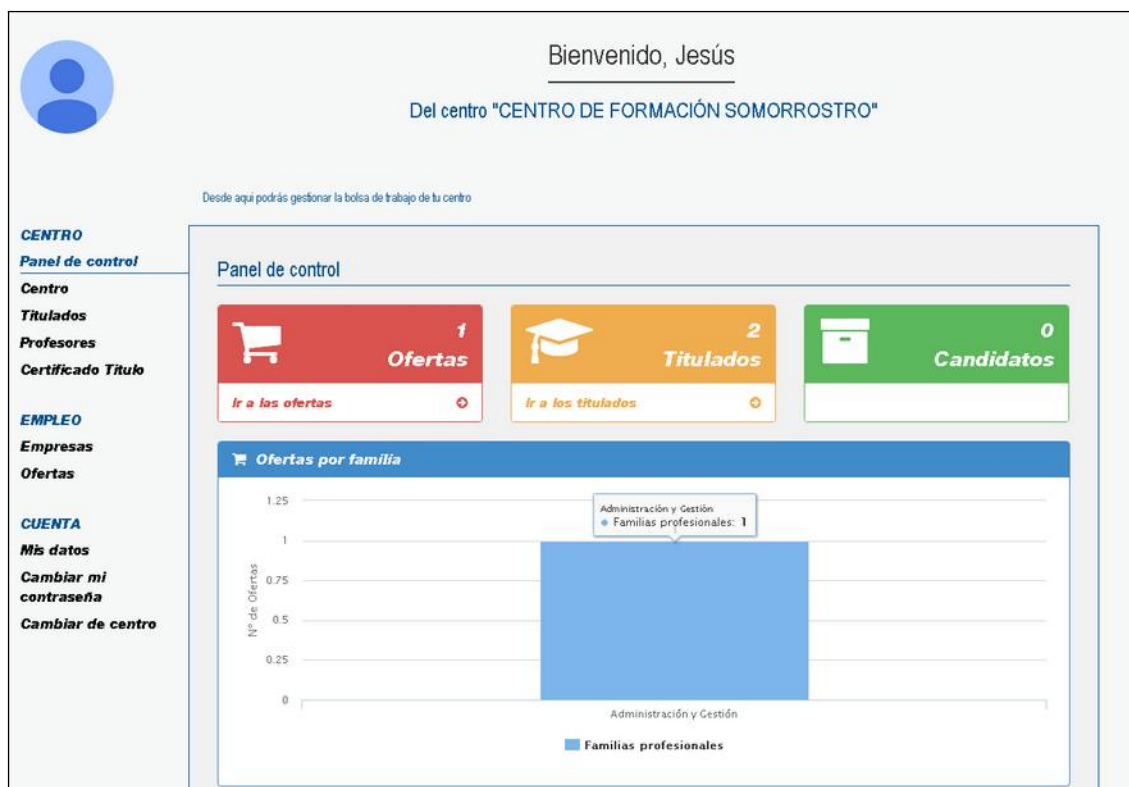 Bienvenido, Jesús
Del centro "CENTRO DE FORMACIÓN SOMORROSTRO"
Desde aqui podrás gestionar la bolsa de trabajo de tu centro
CENTRO
Panel de control
Centro
Titulados
Profesores
Certificado Titulo
EMPLEO
Empresas
Ofertas
CUENTA
Mis datos
Cambiar mi
contraseña
Cambiar de centro
Panel de control
1
Ofertas
Ir a las ofertas
2
Titulados
Ir a los titulados
0
Candidatos
Ofertas por familia
1.25
1
0.75
0.5
0.25
0
Nº de Ofertas
Administración y Gestión
Familias profesionales: 1
Administración y Gestión
Familias profesionales